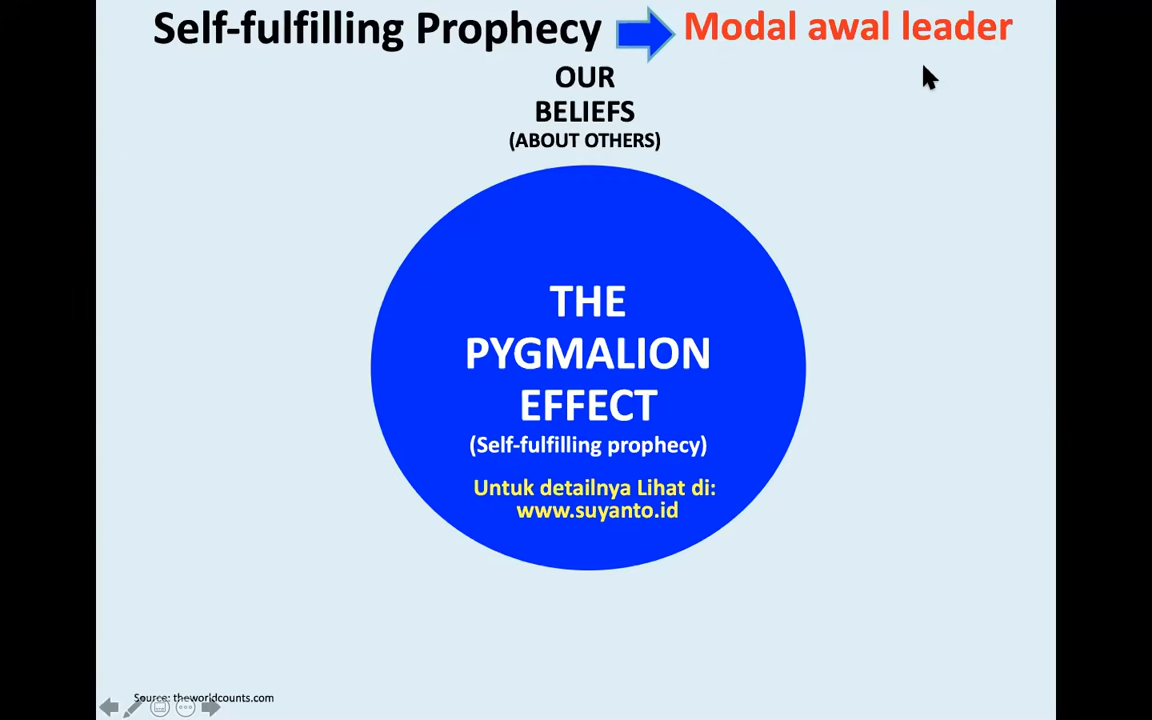 Self-fulfilling Prophecy Modal awal leader
OUR
BELIEFS
(ABOUT OTHERS)
THE
PYGMALION
EFFECT
(Self-fulfilling prophecy)
Untuk detailnya Lihat di:
www.suyanto.id
Source: theworldcounts.com